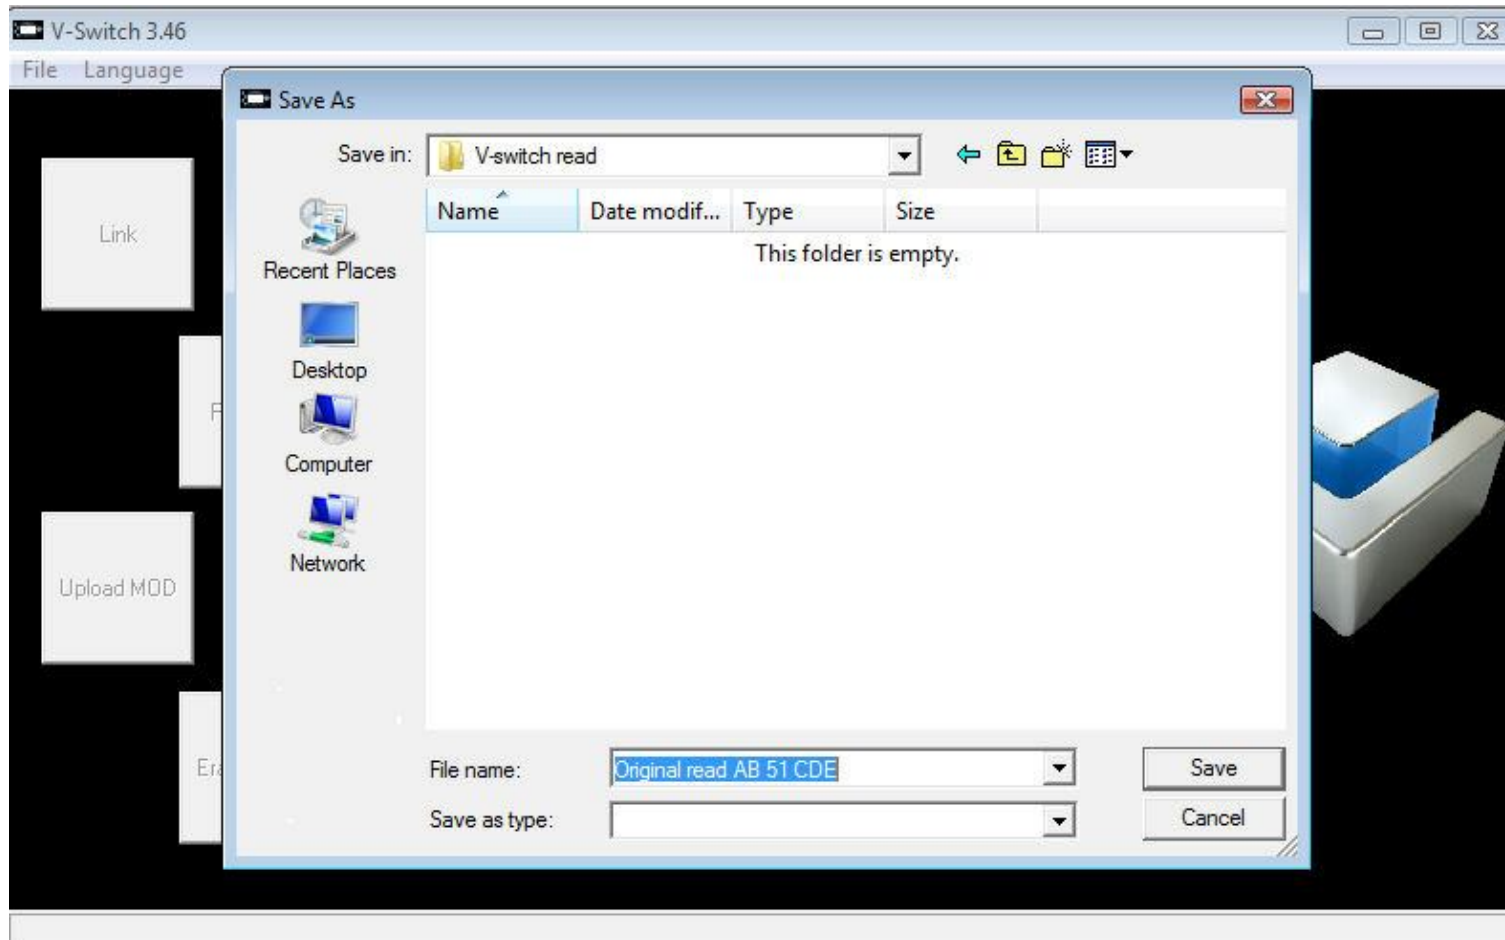 V-Switch 3.46
File Language
Save As
Save in: V-switch read
Name Date modif... Type Size
This folder is empty.
Recent Places
Desktop
Computer
Network
Link
Upload MOD
File name: Original read AB 51 CDE Save
Save as type: Cancel